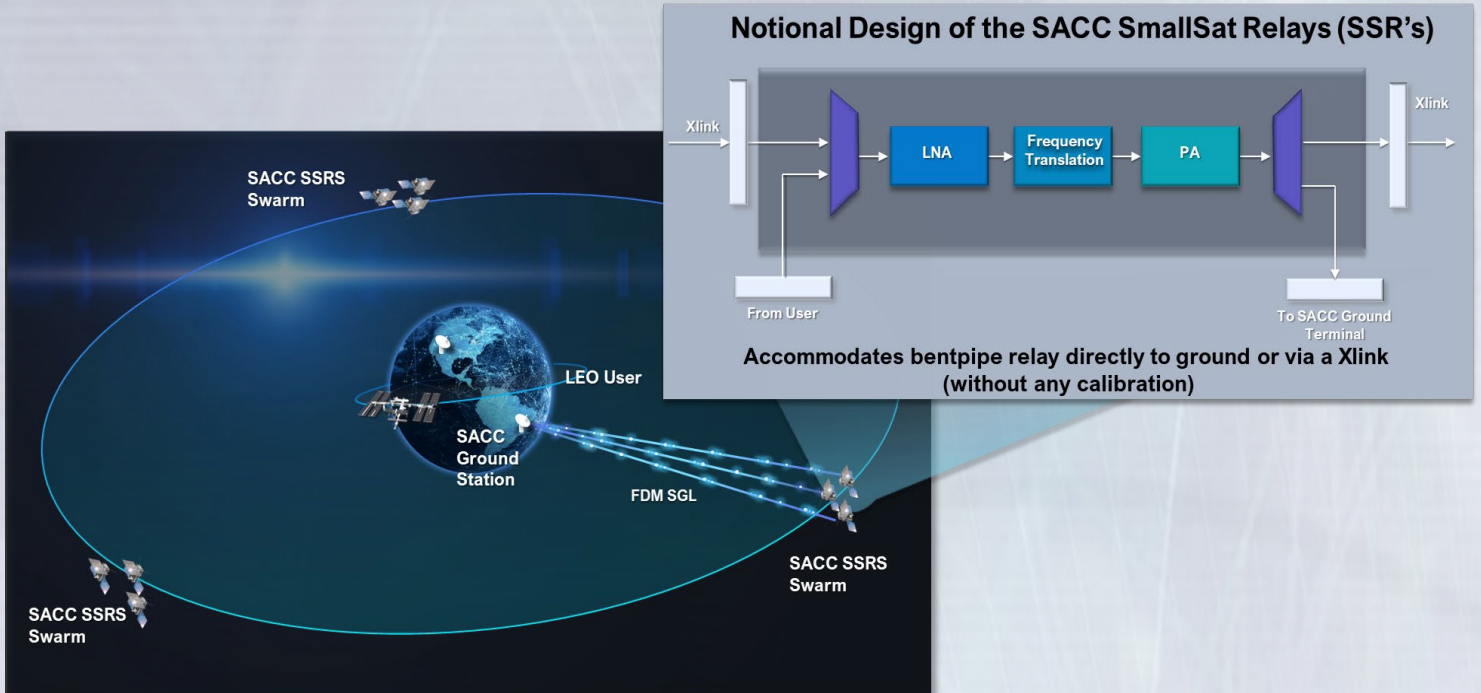 Notional Design of the SACC SmallSat Relays (SSR's)
Xlink
LNA
Frequency
Translation
PA
Xlink
From User
To SACC Ground
Terminal
Accommodates bentpipe relay directly to ground or via a Xlink
(without any calibration)
SACC SSRS
Swarm
LEO User
SACC
Ground
Station
FDM SGL
SACC SSRS
Swarm
SACC SSRS
Swarm